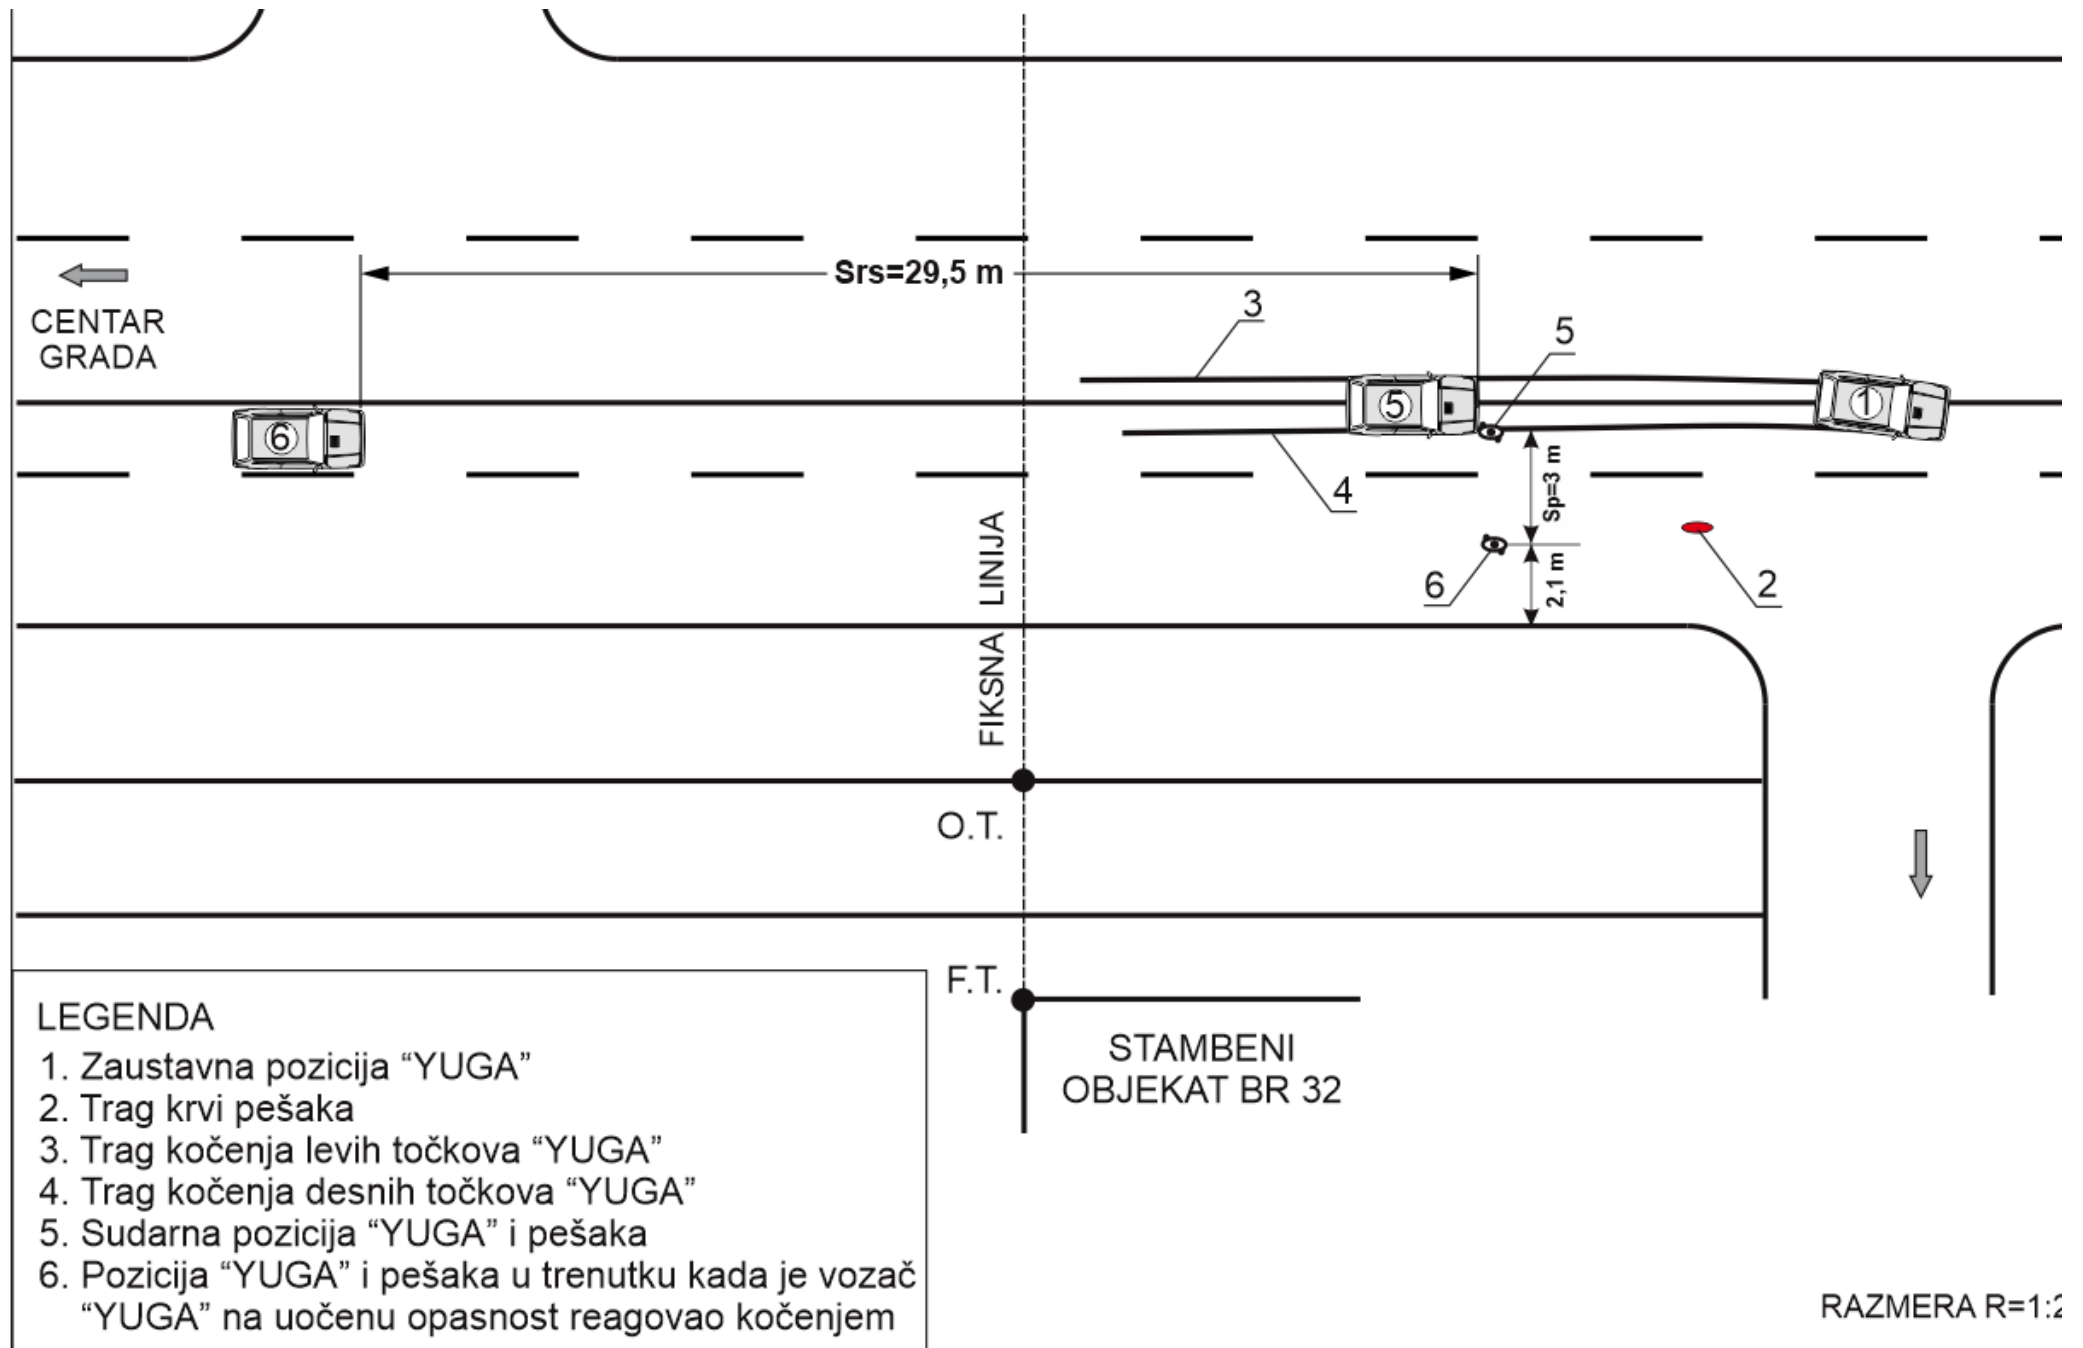 Srs=29,5 m
CENTAR
GRADA
3
5
6
5
1
4
Sp=3 m
6
2,1 m
2
FIKSNA LINIJA
O.T.
F.T.
STAMBENI
OBJEKAT BR 32
LEGENDA
1. Zaustavna pozicija “YUGA”
2. Trag krvi pešaka
3. Trag kočenja levih točkova “YUGA”
4. Trag kočenja desnih točkova “YUGA”
5. Sudarna pozicija “YUGA” i pešaka
6. Pozicija “YUGA” i pešaka u trenutku kada je vozač
“YUGA” na uočenu opasnost reagovao kočenjem
RAZMERA R=1:2